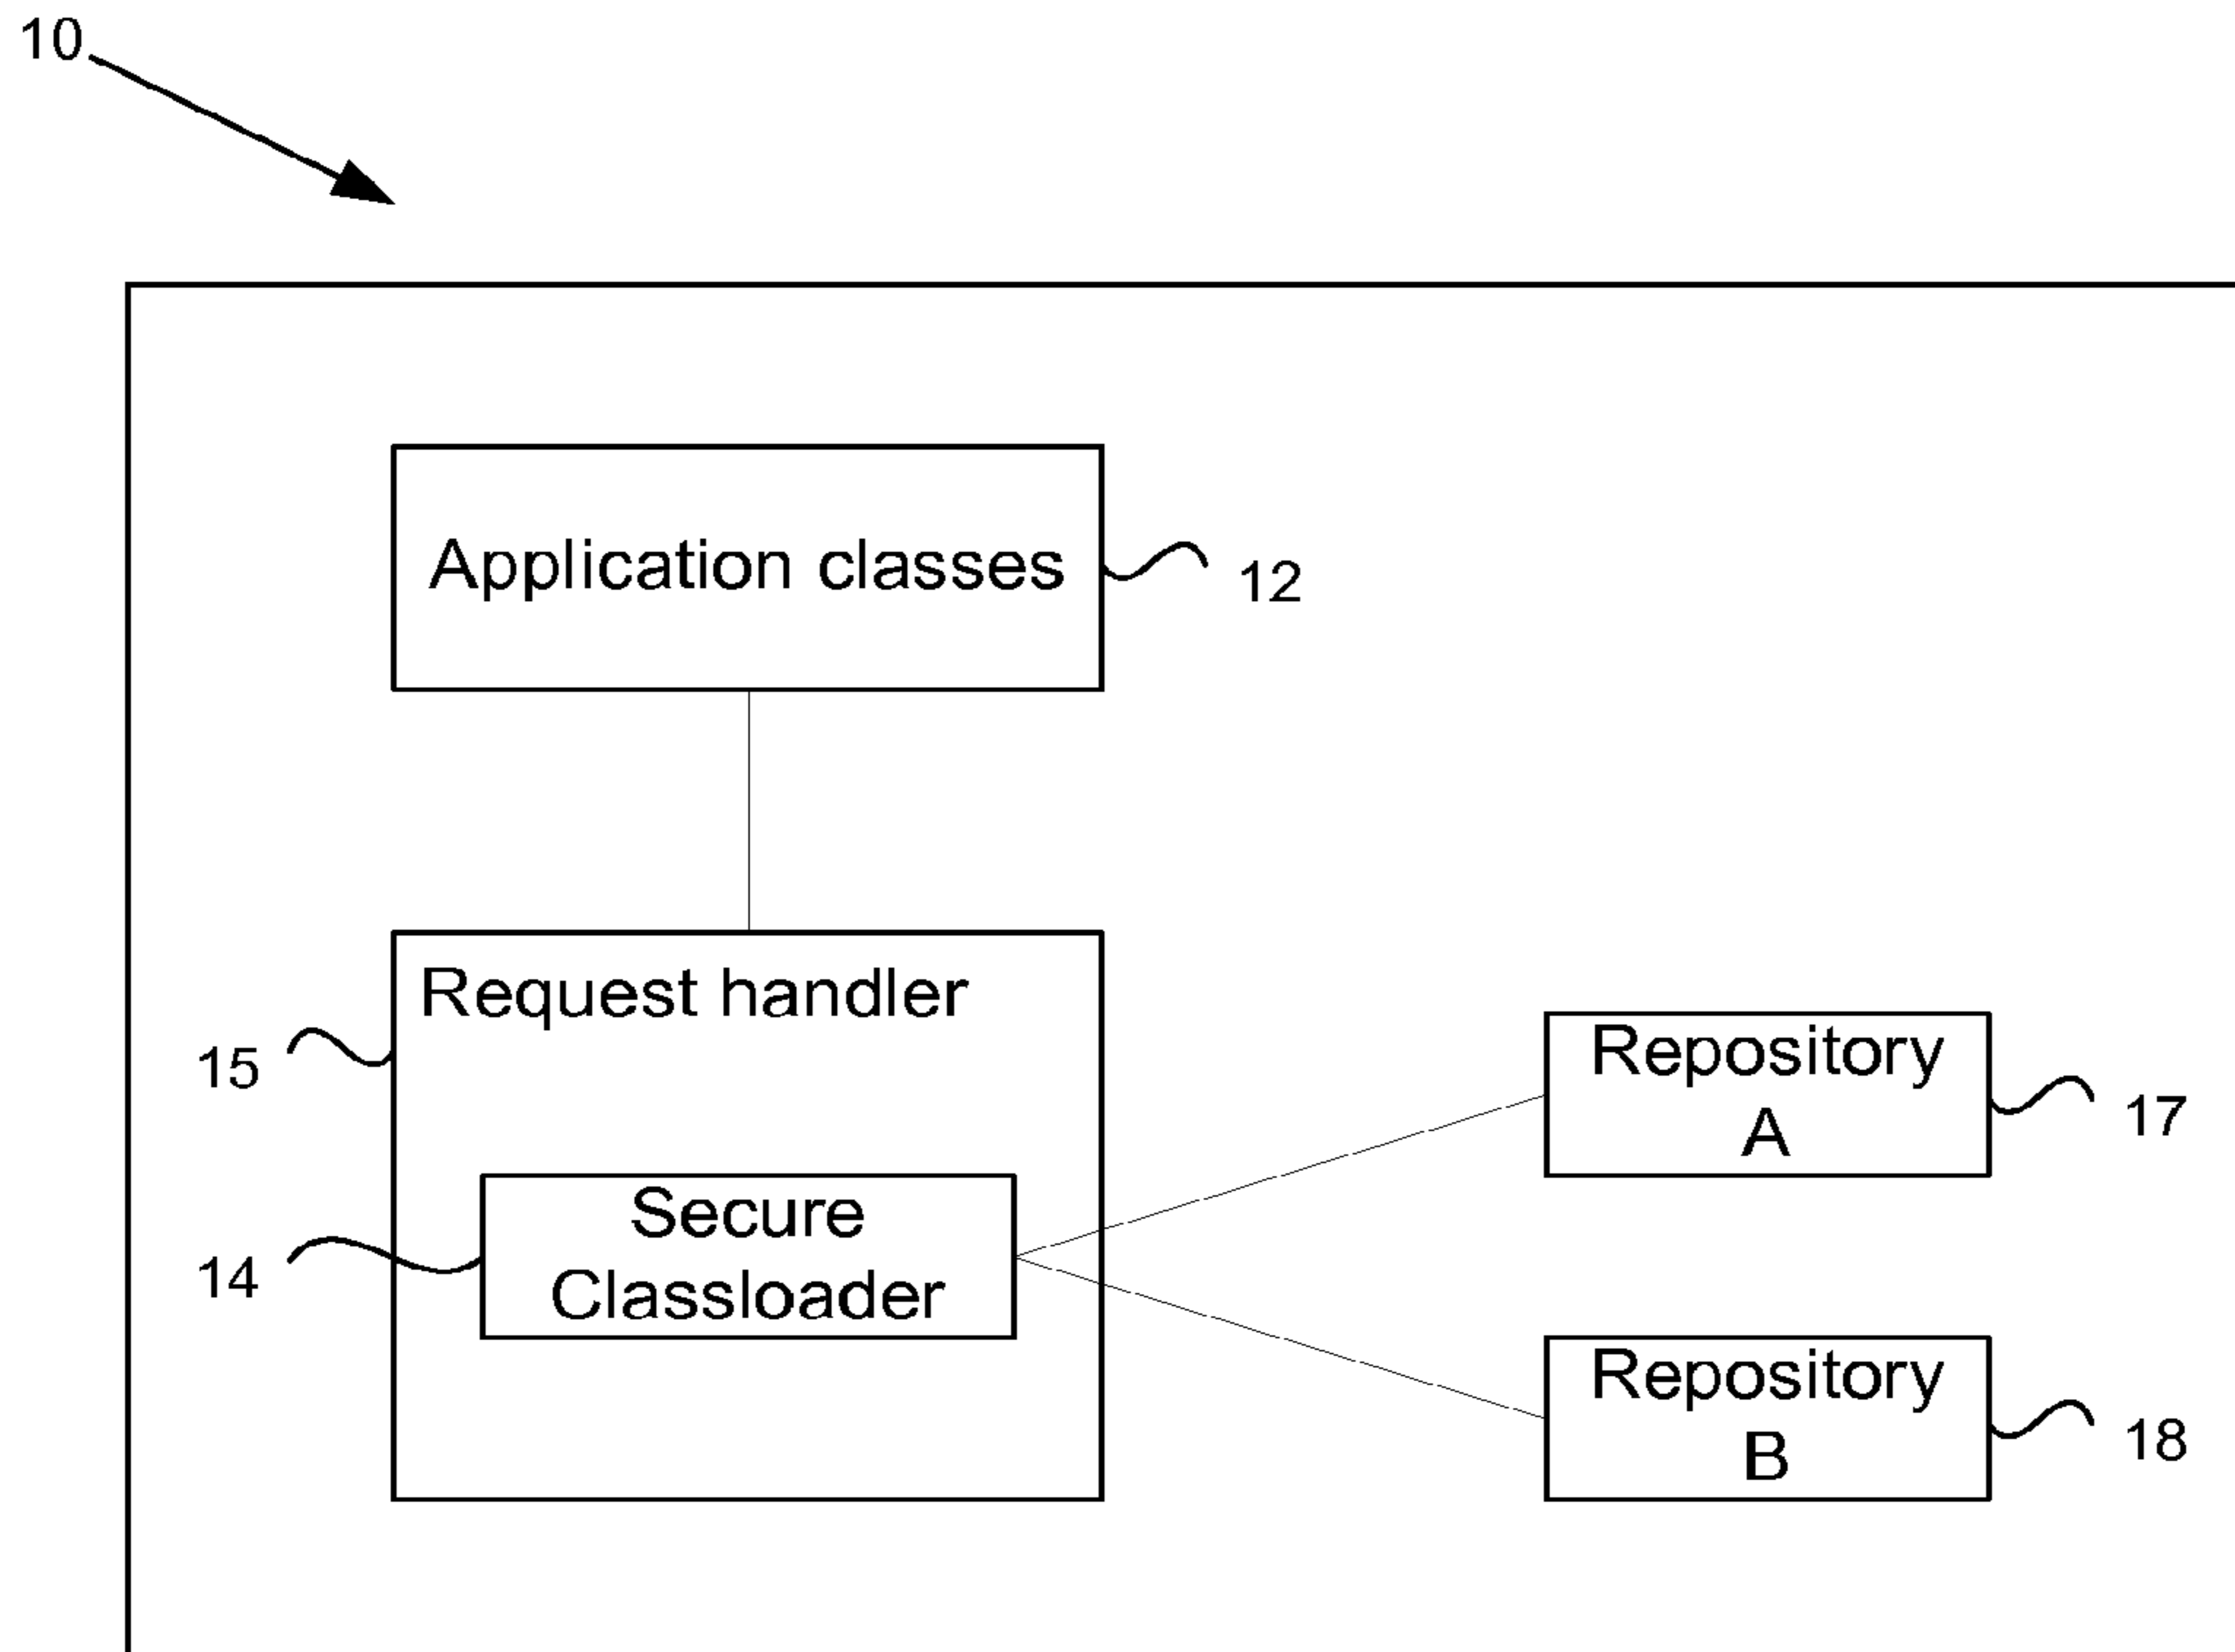 10
Application classes
12
Request handler
15
Repository
A
17
Secure
Classloader
14
Repository
B
18